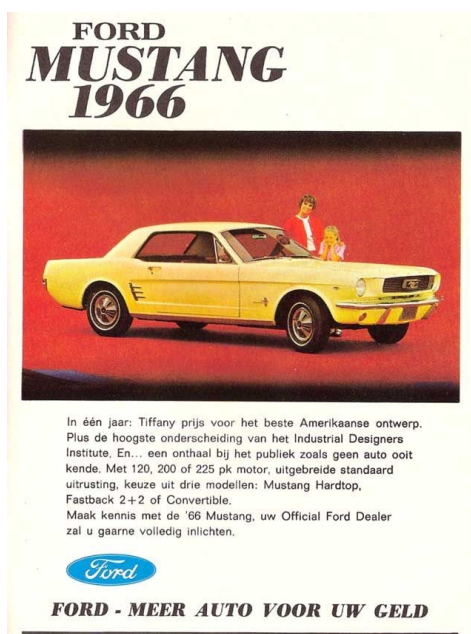 FORD
MUSTANG
1966
In één jaar: Tiffany prijs voor het beste Amerikaanse ontwerp.
Plus de hoogste onderscheiding van het Industrial Designers
Institute. En... een onthaal bij het publiek zoals geen auto ooit
kende. Met 120, 200 of 225 pk motor, uitgebreide standaard
uitrusting, keuze uit drie modellen: Mustang Hardtop,
Fastback 2+2 of Convertible.
Maak kennis met de '66 Mustang, uw Official Ford Dealer
zal u gaarne volledig inlichten.
Ford
FORD - MEER AUTO VOOR UW GELD